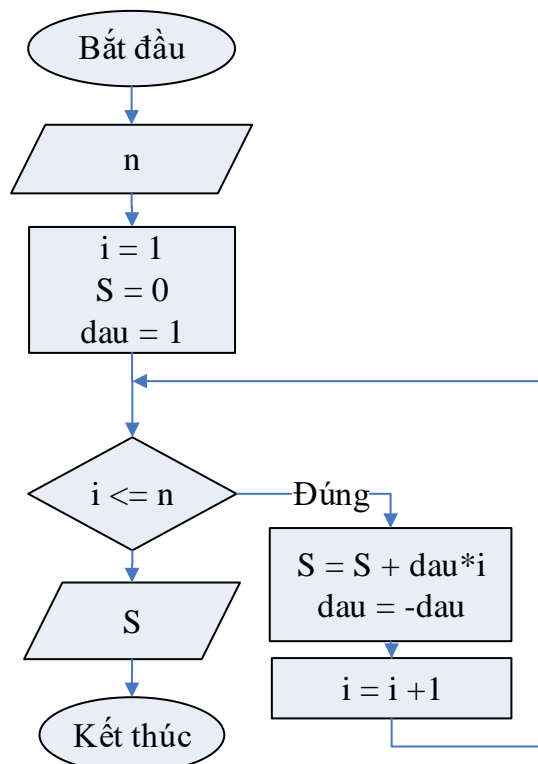 Bắt đầu
n
i = 1
S = 0
dau = 1
i <= n
Đúng
S = S + dau*i
dau = -dau
i = i +1
S
Kết thúc